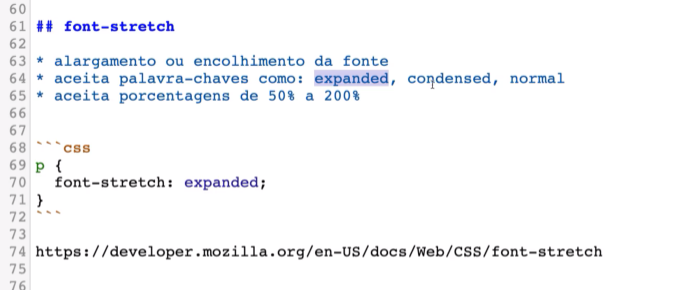 60
61 ## font-stretch
62
63 * alargamento ou encolhimento da fonte
64 * aceita palavra-chaves como: expanded, condensed, normal
65 * aceita porcentagens de 50% a 200%
66
67
68 ```css
69 p {
70   font-stretch: expanded;
71 }
72 ```
73
74 https://developer.mozilla.org/en-US/docs/Web/CSS/font-stretch
75
76